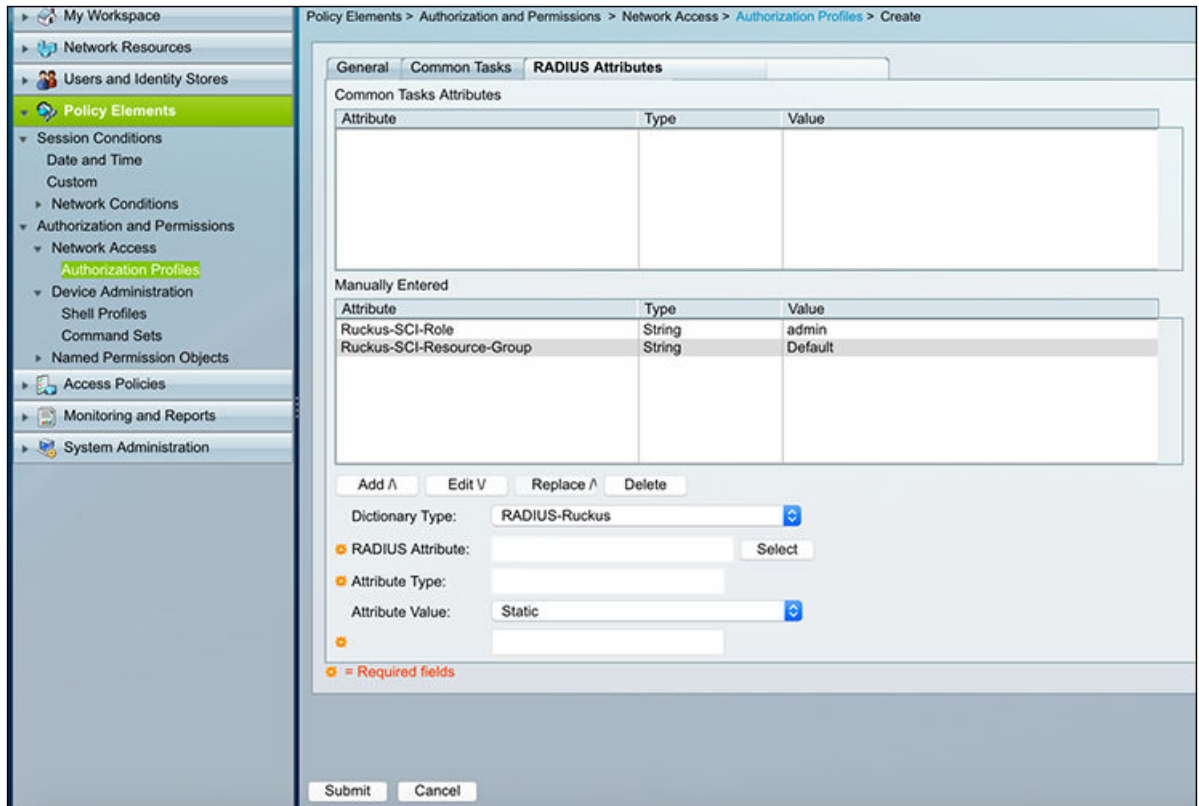 My Workspace
Network Resources
Users and Identity Stores
Policy Elements
Session Conditions
Date and Time
Custom
Network Conditions
Authorization and Permissions
Network Access
Authorization Profiles
Device Administration
Shell Profiles
Command Sets
Named Permission Objects
Access Policies
Monitoring and Reports
System Administration
Policy Elements > Authorization and Permissions > Network Access > Authorization Profiles > Create
General Common Tasks RADIUS Attributes
Common Tasks Attributes
Attribute Type Value
Manually Entered
Attribute Type Value
Ruckus-SCI-Role String admin
Ruckus-SCI-Resource-Group String Default
Add /\ Edit \/ Replace /\ Delete
Dictionary Type: RADIUS-Ruckus
RADIUS Attribute: Select
Attribute Type:
Attribute Value: Static
= Required fields
Submit Cancel